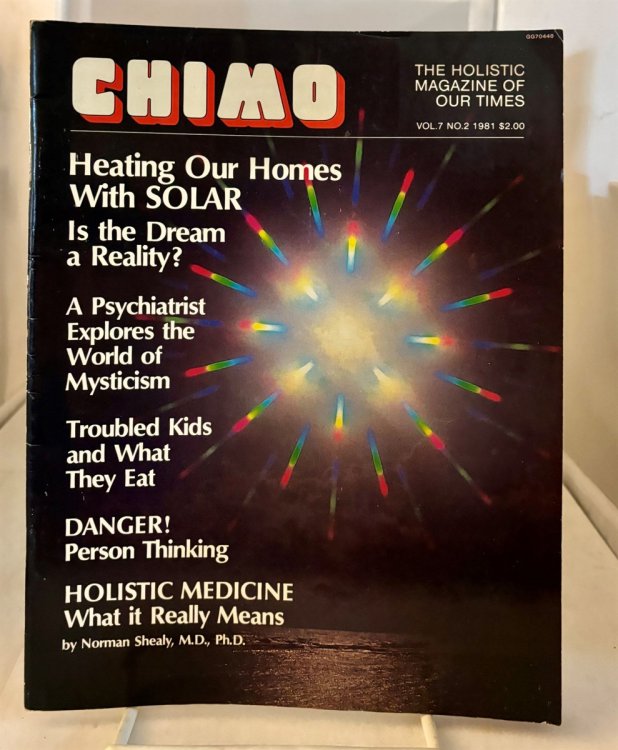 GG70446
CHIMO
THE HOLISTIC
MAGAZINE OF
OUR TIMES
VOL.7 NO.2 1981 $2.00
Heating Our Homes
With SOLAR
Is the Dream
a Reality?
A Psychiatrist
Explores the
World of
Mysticism
Troubled Kids
and What
They Eat
DANGER!
Person Thinking
HOLISTIC MEDICINE
What it Really Means
by Norman Shealy, M.D., Ph.D.